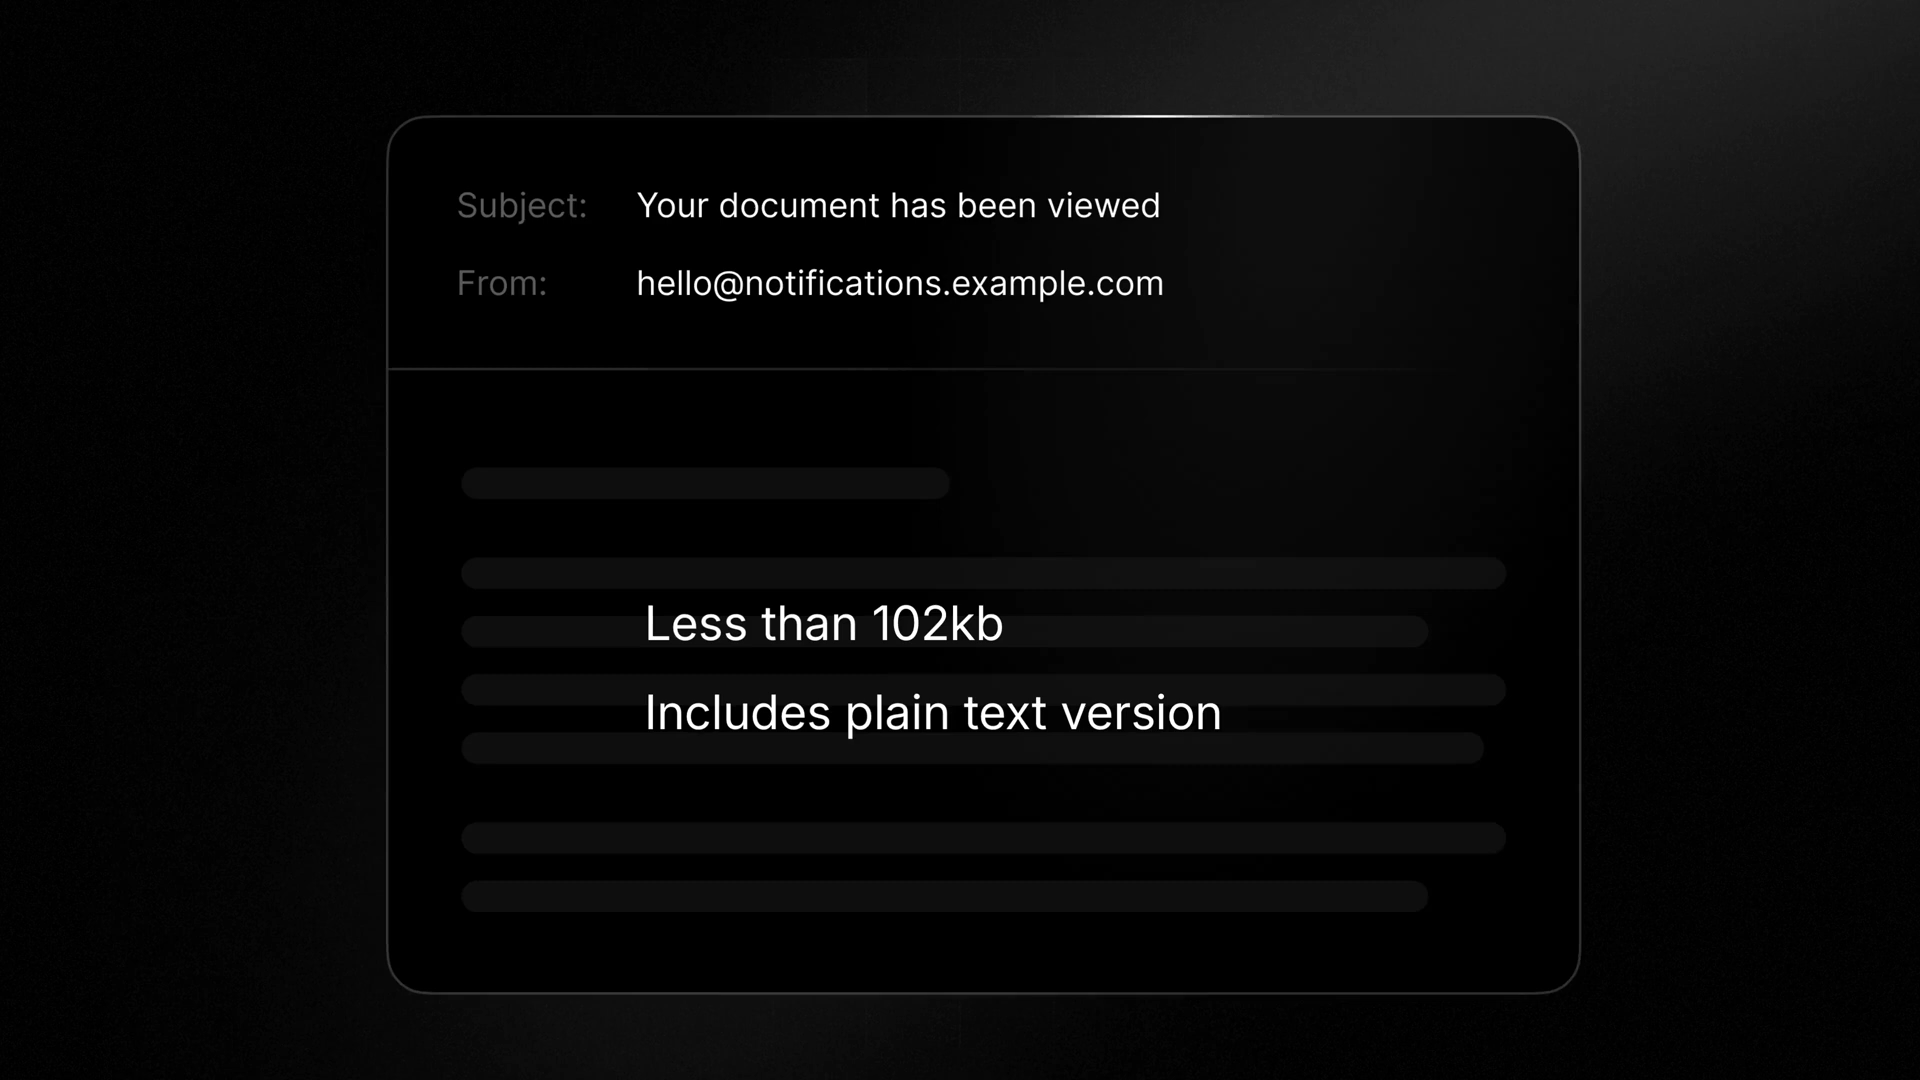 Subject: Your document has been viewed
From: hello@notifications.example.com
Less than 102kb
Includes plain text version